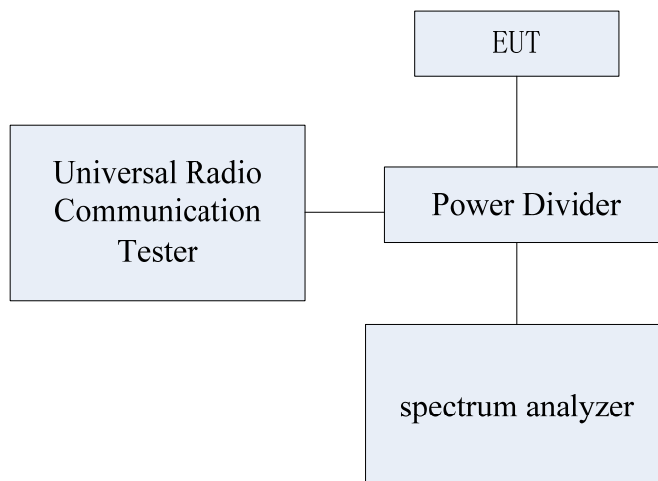 EUT
Universal Radio
Communication
Tester
Power Divider
spectrum analyzer